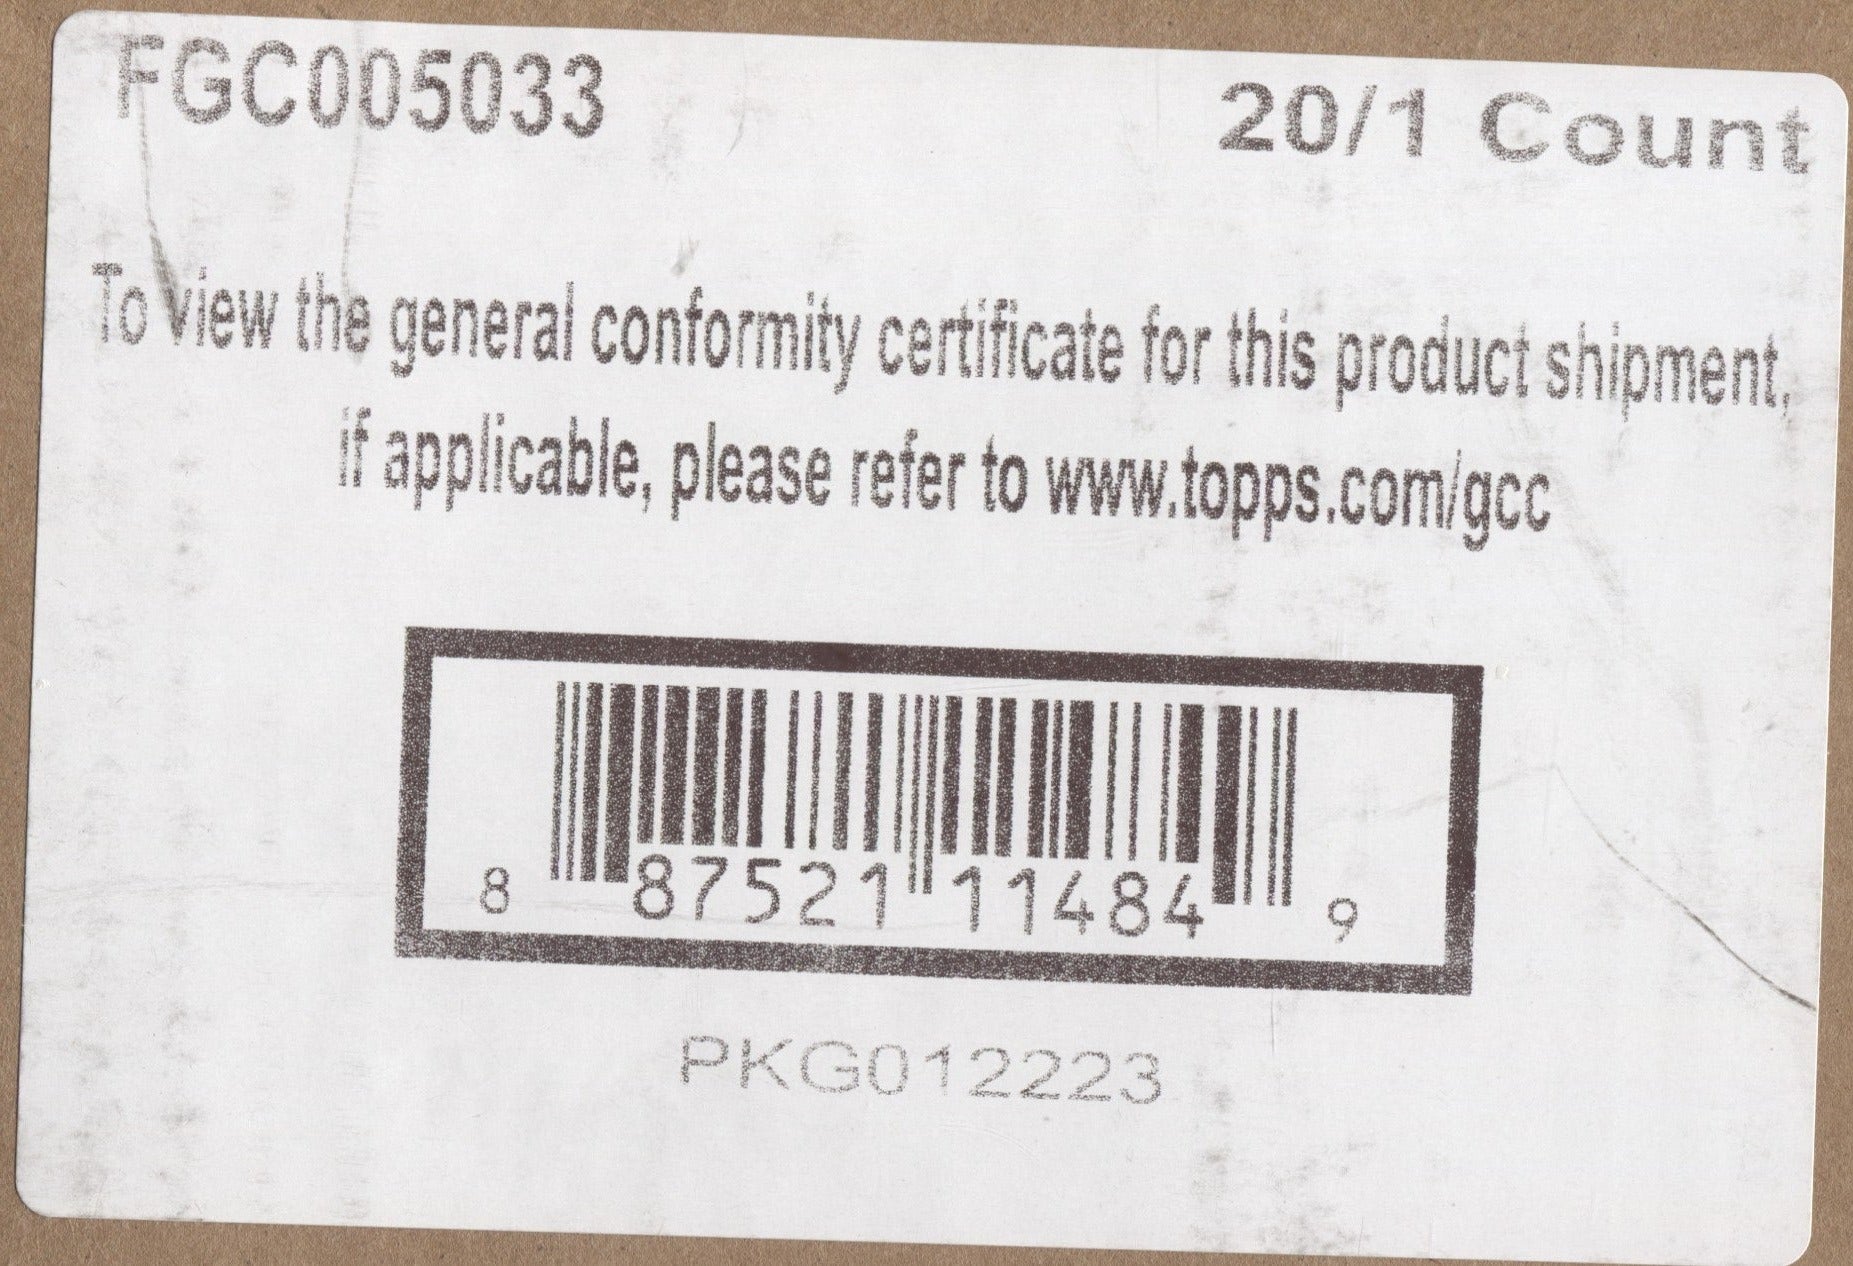 FGC005033 20/1 Count
To view the general conformity certificate for this product shipment,
if applicable, please refer to www.topps.com/gcc
8 87521 11484 9
PKG012223